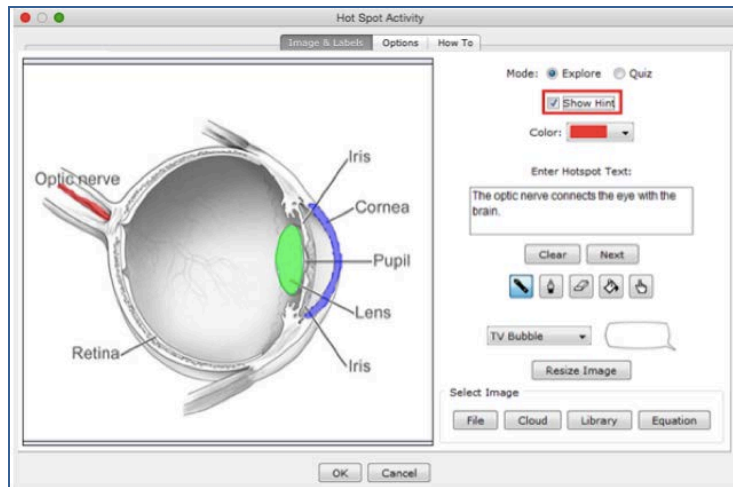 Hot Spot Activity
Image & Labels
Options
How To
Optic nerve
Iris
Cornea
Pupil
Lens
Iris
Retina
Mode: Explore Quiz
Show Hint
Color:
Enter Hotspot Text:
The optic nerve connects the eye with the
brain.
Clear
Next
TV Bubble
Resize Image
Select Image
File
Cloud
Library
Equation
OK
Cancel